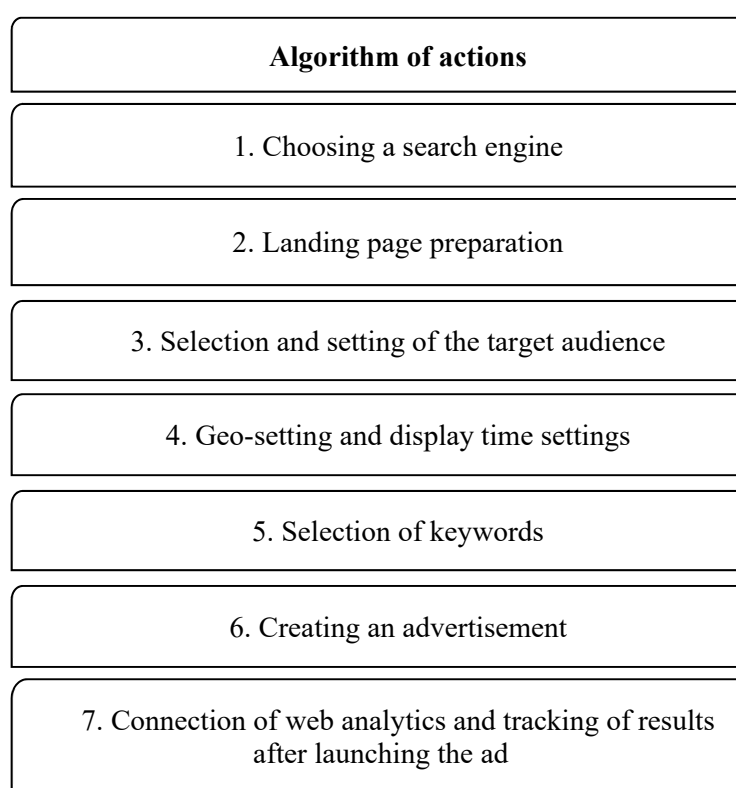 Algorithm of actions
1. Choosing a search engine
2. Landing page preparation
3. Selection and setting of the target audience
4. Geo-setting and display time settings
5. Selection of keywords
6. Creating an advertisement
7. Connection of web analytics and tracking of results
after launching the ad